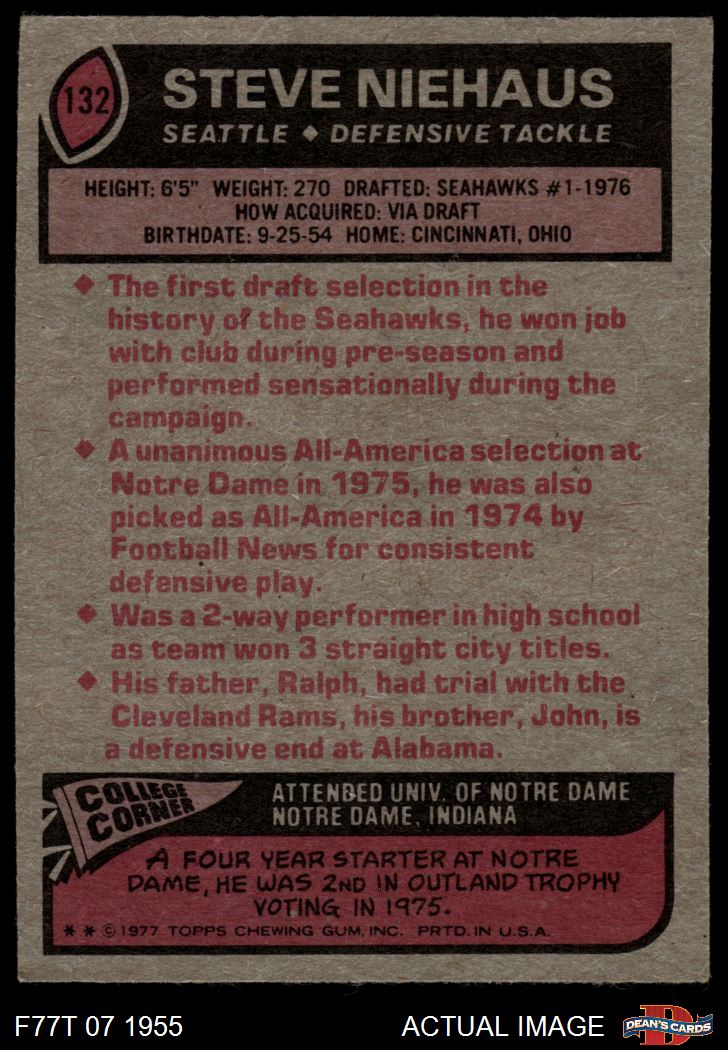 132
STEVE NIEHAUS
SEATTLE ◆ DEFENSIVE TACKLE
HEIGHT: 6'5" WEIGHT: 270 DRAFTED: SEAHAWKS #1-1976
HOW ACQUIRED: VIA DRAFT
BIRTHDATE: 9-25-54 HOME: CINCINNATI, OHIO
◆ The first draft selection in the
history of the Seahawks, he won job
with club during pre-season and
performed sensationally during the
campaign.
◆ A unanimous All-America selection at
Notre Dame in 1975, he was also
picked as All-America in 1974 by
Football News for consistent
defensive play.
◆ Was a 2-way performer in high school
as team won 3 straight city titles.
◆ His father, Ralph, had trial with the
Cleveland Rams, his brother, John, is
a defensive end at Alabama.
COLLEGE
CORNER
ATTENDED UNIV. OF NOTRE DAME
NOTRE DAME, INDIANA
A FOUR YEAR STARTER AT NOTRE
DAME, HE WAS 2ND IN OUTLAND TROPHY
VOTING IN 1975.
* * © 1977 TOPPS CHEWING GUM, INC. PRTD. IN U.S.A.
F77T 07 1955 ACTUAL IMAGE
D
DEAN'S CARDS